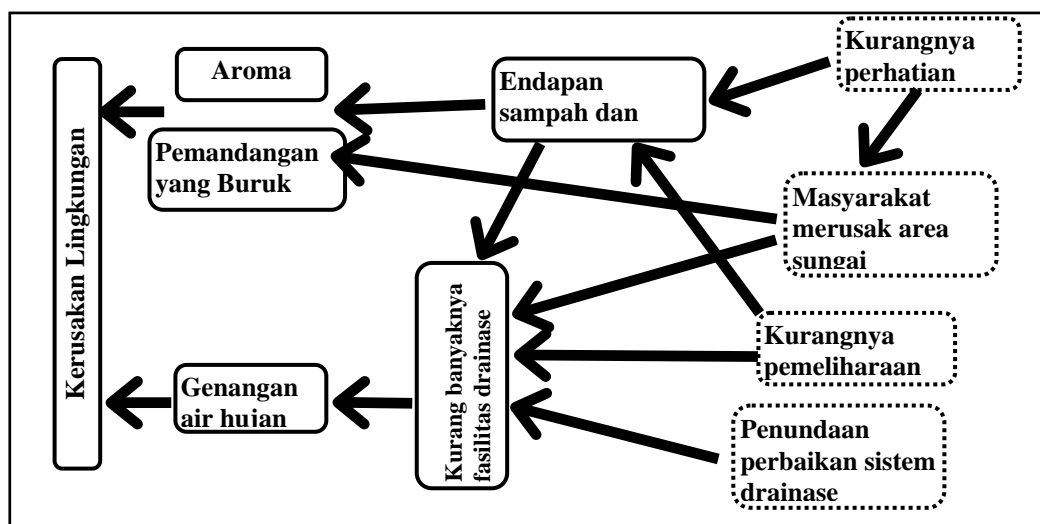 Kerusakan Lingkungan
Aroma
Pemandangan
yang Buruk
Genangan
air hujan
Endapan
sampah dan
Kurang banyaknya
fasilitas drainase
Kurangnya
perhatian
Masyarakat
merusak area
sungai
Kurangnya
pemeliharaan
Penundaan
perbaikan sistem
drainase